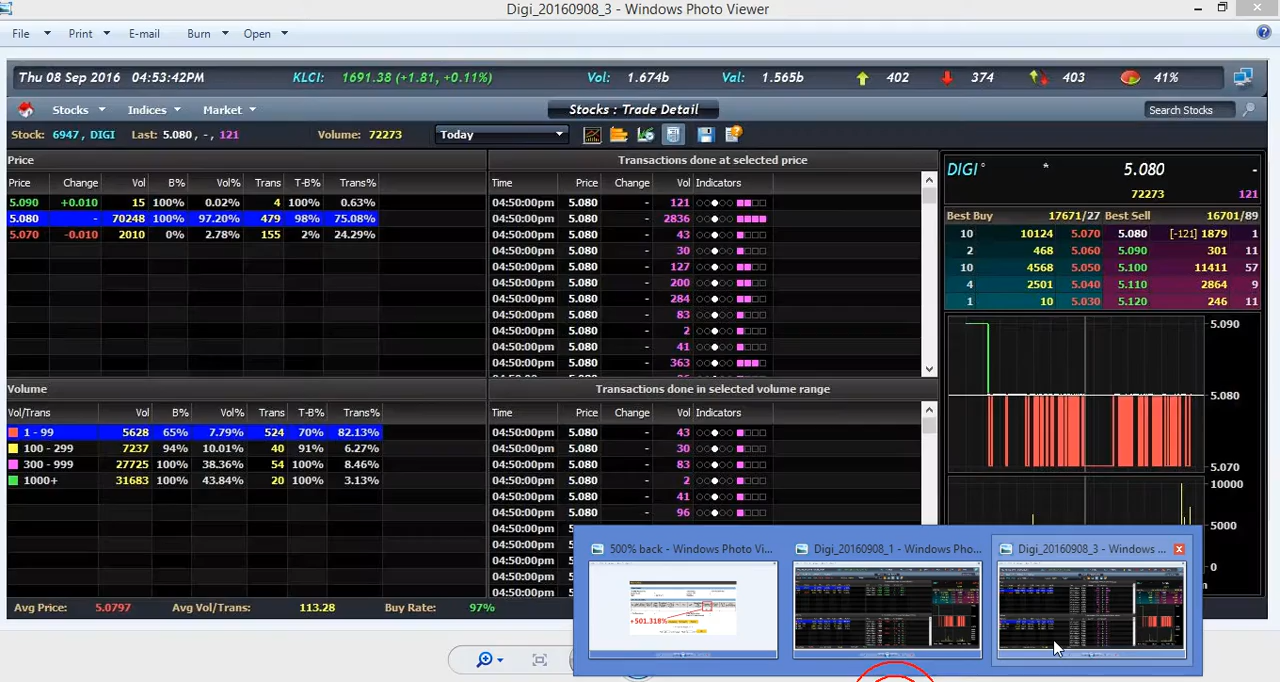 Digi_20160908_3 - Windows Photo Viewer
File Print E-mail Burn Open
Thu 08 Sep 2016 04:53:42PM KLCI: 1691.38 (+1.81, +0.11%) Vol: 1.674b Val: 1.565b 402 374 403 41%
Stocks Indices Market Stocks : Trade Detail Search Stocks
Stock: 6947, DIGI Last: 5.080, -, 121 Volume: 72273 Today
Price
Price Change Vol B% Vol% Trans T-B% Trans%
5.090 +0.010 15 100% 0.02% 4 100% 0.63%
5.080 - 70248 100% 97.20% 479 98% 75.08%
5.070 -0.010 2010 0% 2.78% 155 2% 24.29%
Transactions done at selected price
Time Price Change Vol Indicators
04:50:00pm 5.080 - 121
04:50:00pm 5.080 - 2836
04:50:00pm 5.080 - 43
04:50:00pm 5.080 - 30
04:50:00pm 5.080 - 127
04:50:00pm 5.080 - 200
04:50:00pm 5.080 - 284
04:50:00pm 5.080 - 83
04:50:00pm 5.080 - 2
04:50:00pm 5.080 - 41
04:50:00pm 5.080 - 363
DIGI * 5.080 -
72273 121
Best Buy 17671/27 Best Sell 16701/89
10 10124 5.070 5.080 [-121] 1879 1
2 468 5.060 5.090 301 11
10 4568 5.050 5.100 11411 57
4 2501 5.040 5.110 2864 9
1 10 5.030 5.120 246 11
5.090
5.080
5.070
10000
5000
0
Volume
Vol/Trans Vol B% Vol% Trans T-B% Trans%
1 - 99 5628 65% 7.79% 524 70% 82.13%
100 - 299 7237 94% 10.01% 40 91% 6.27%
300 - 999 27725 100% 38.36% 54 100% 8.46%
1000+ 31683 100% 43.84% 20 100% 3.13%
Transactions done in selected volume range
Time Price Change Vol Indicators
04:50:00pm 5.080 - 43
04:50:00pm 5.080 - 30
04:50:00pm 5.080 - 83
04:50:00pm 5.080 - 2
04:50:00pm 5.080 - 41
04:50:00pm 5.080 - 96
04:50:00pm
04:50:00pm
04:50:00pm
04:50:00pm
04:50:00pm
Avg Price: 5.0797 Avg Vol/Trans: 113.28 Buy Rate: 97%
500% back - Windows Photo Vi...
Digi_20160908_1 - Windows Pho...
Digi_20160908_3 - Windows ...
+501.318%